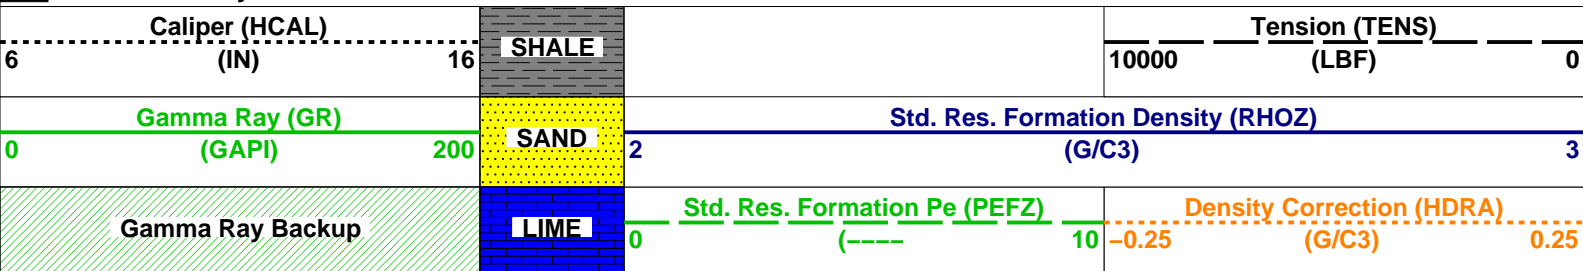 Caliper (HCAL)
6 (IN) 16
SHALE
Tension (TENS)
10000 (LBF) 0
Gamma Ray (GR)
0 (GAPI) 200
SAND
Std. Res. Formation Density (RHOZ)
2 (G/C3) 3
Gamma Ray Backup
LIME
Std. Res. Formation Pe (PEFZ)
0 (−−−− 10
Density Correction (HDRA)
−0.25 (G/C3) 0.25